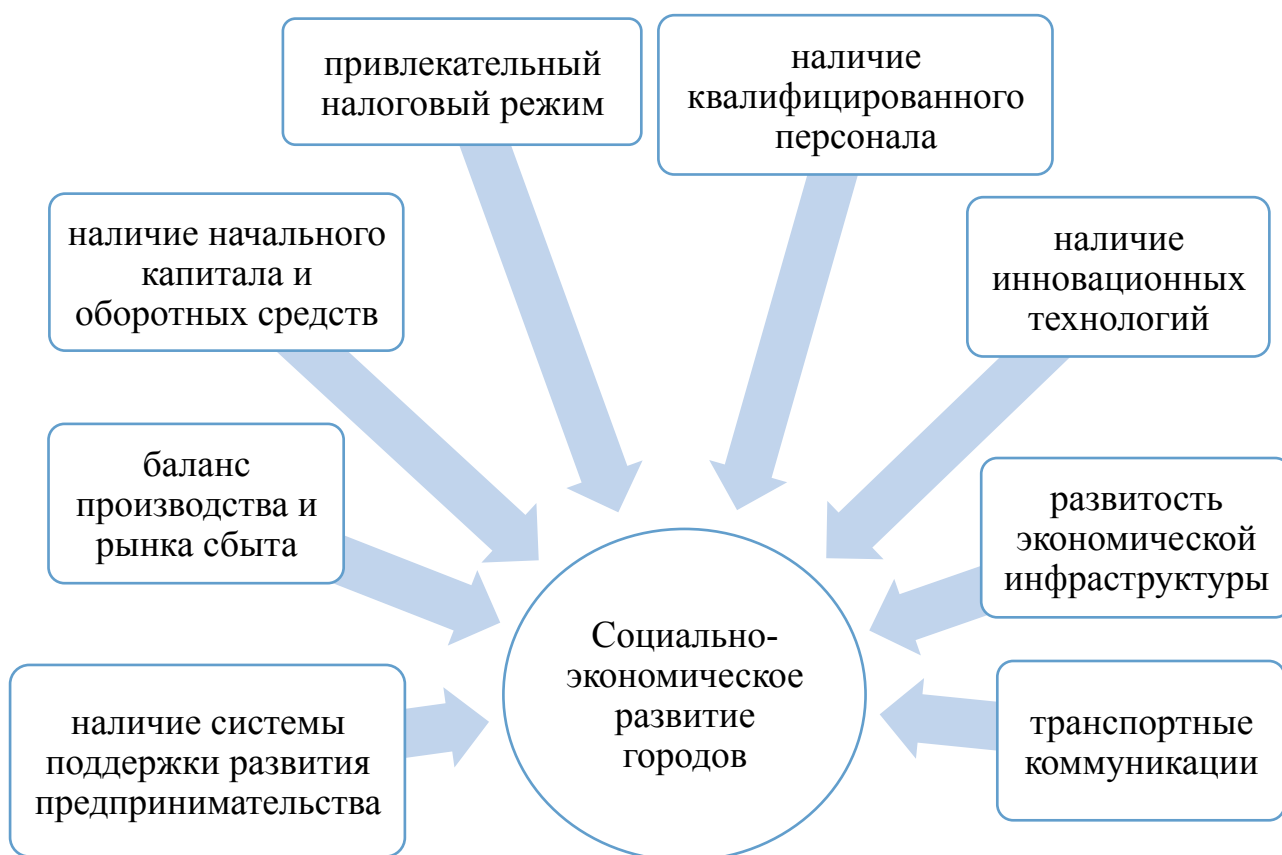 привлекательный
налоговый режим
наличие
квалифицированного
персонала
наличие начального
капитала и
оборотных средств
наличие
инновационных
технологий
баланс
производства и
рынка сбыта
развитость
экономической
инфраструктуры
Социально-
экономическое
развитие
городов
наличие системы
поддержки развития
предпринимательства
транспортные
коммуникации